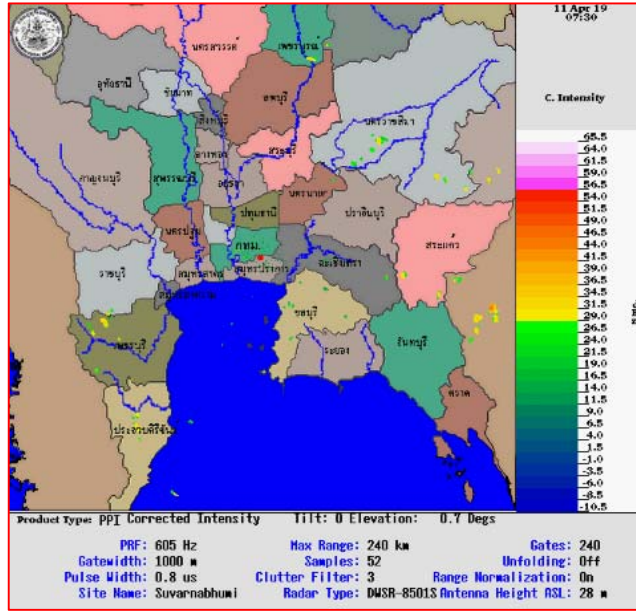 11 Apr 19
07:30
C. Intensity
นครสวรรค์
เพชรบูรณ์
อุทัยธานี
ชัยนาท
ลพบุรี
สิงห์บุรี
นครราชสีมา
อ่างทอง
สระบุรี
กาญจนบุรี
สุพรรณบุรี
อยุธยา
นครนายก
ปราจีนบุรี
ปทุมธานี
นครปฐม
กทม.
สระแก้ว
ฉะเชิงเทรา
ราชบุรี
สมุทรสาคร
สมุทรปราการ
สมุทรสงคราม
ชลบุรี
เพชรบุรี
ระยอง
จันทบุรี
ตราด
65.5
64.0
61.5
59.0
56.5
54.0
51.5
49.0
46.5
44.0
41.5
39.0
36.5
34.0
31.5
29.0
26.5
24.0
21.5
19.0
16.5
14.0
11.5
9.0
6.5
4.0
1.5
-1.0
-3.5
-6.0
-8.5
-10.5
Product Type: PPI Corrected Intensity Tilt: 0 Elevation: 0.7 Degs
PRF: 605 Hz Max Range: 240 km Gates: 240
Gatewidth: 1000 m Samples: 52 Unfolding: Off
Pulse Width: 0.8 us Clutter Filter: 3 Range Normalization: On
Site Name: Suvarnabhumi Radar Type: DWSR-8501S Antenna Height ASL: 28 m